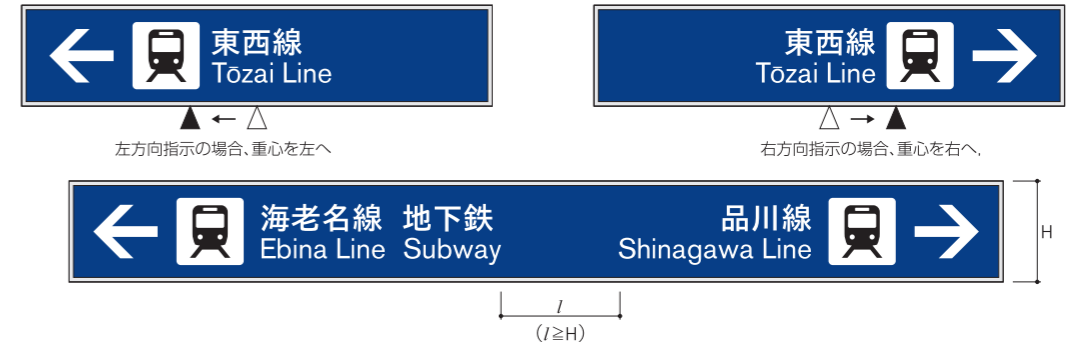 東西線
Tōzai Line
東西線
Tōzai Line
左方向指示の場合、重心を左へ
右方向指示の場合、重心を右へ.
海老名線 地下鉄
Ebina Line Subway
品川線
Shinagawa Line
H
l
(l≧H)